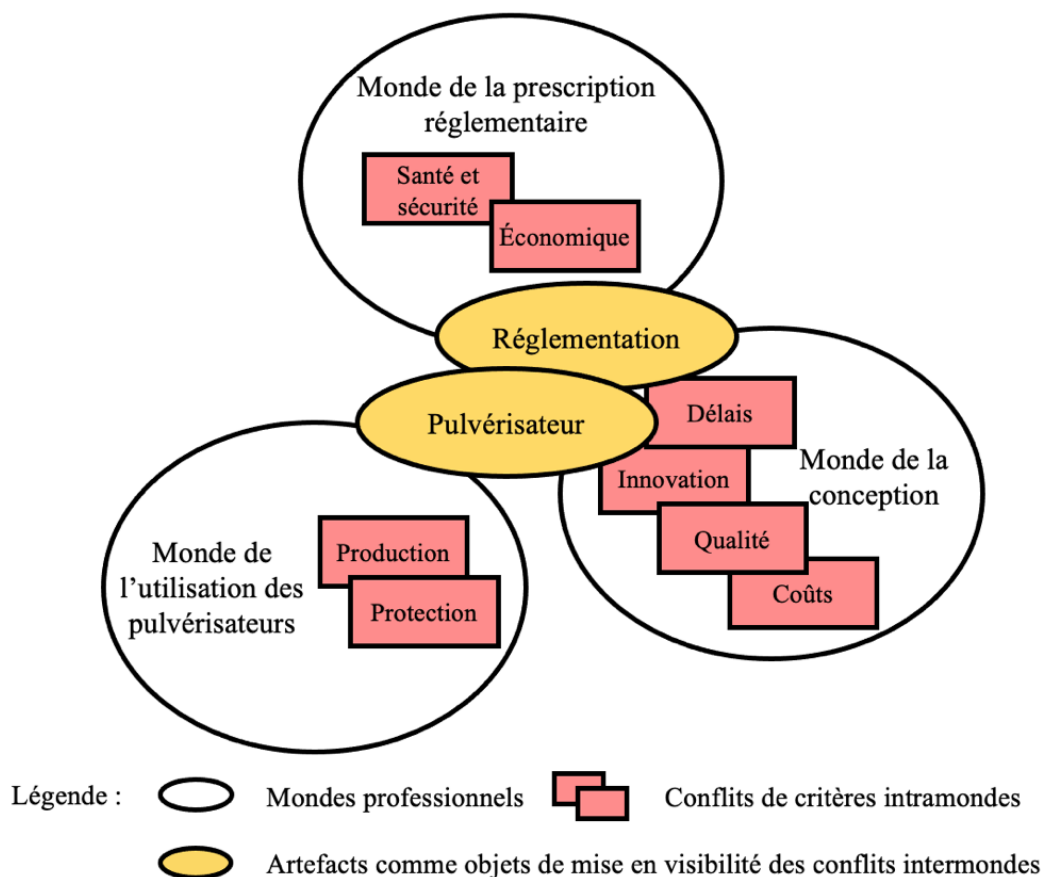 Monde de la prescription
réglementaire
Santé et
sécurité
Économique
Réglementation
Pulvérisateur
Délais
Innovation
Monde de la
conception
Qualité
Coûts
Monde de
l’utilisation des
pulvérisateurs
Production
Protection
Légende :
Mondes professionnels
Conflits de critères intramondes
Artefacts comme objets de mise en visibilité des conflits intermondes